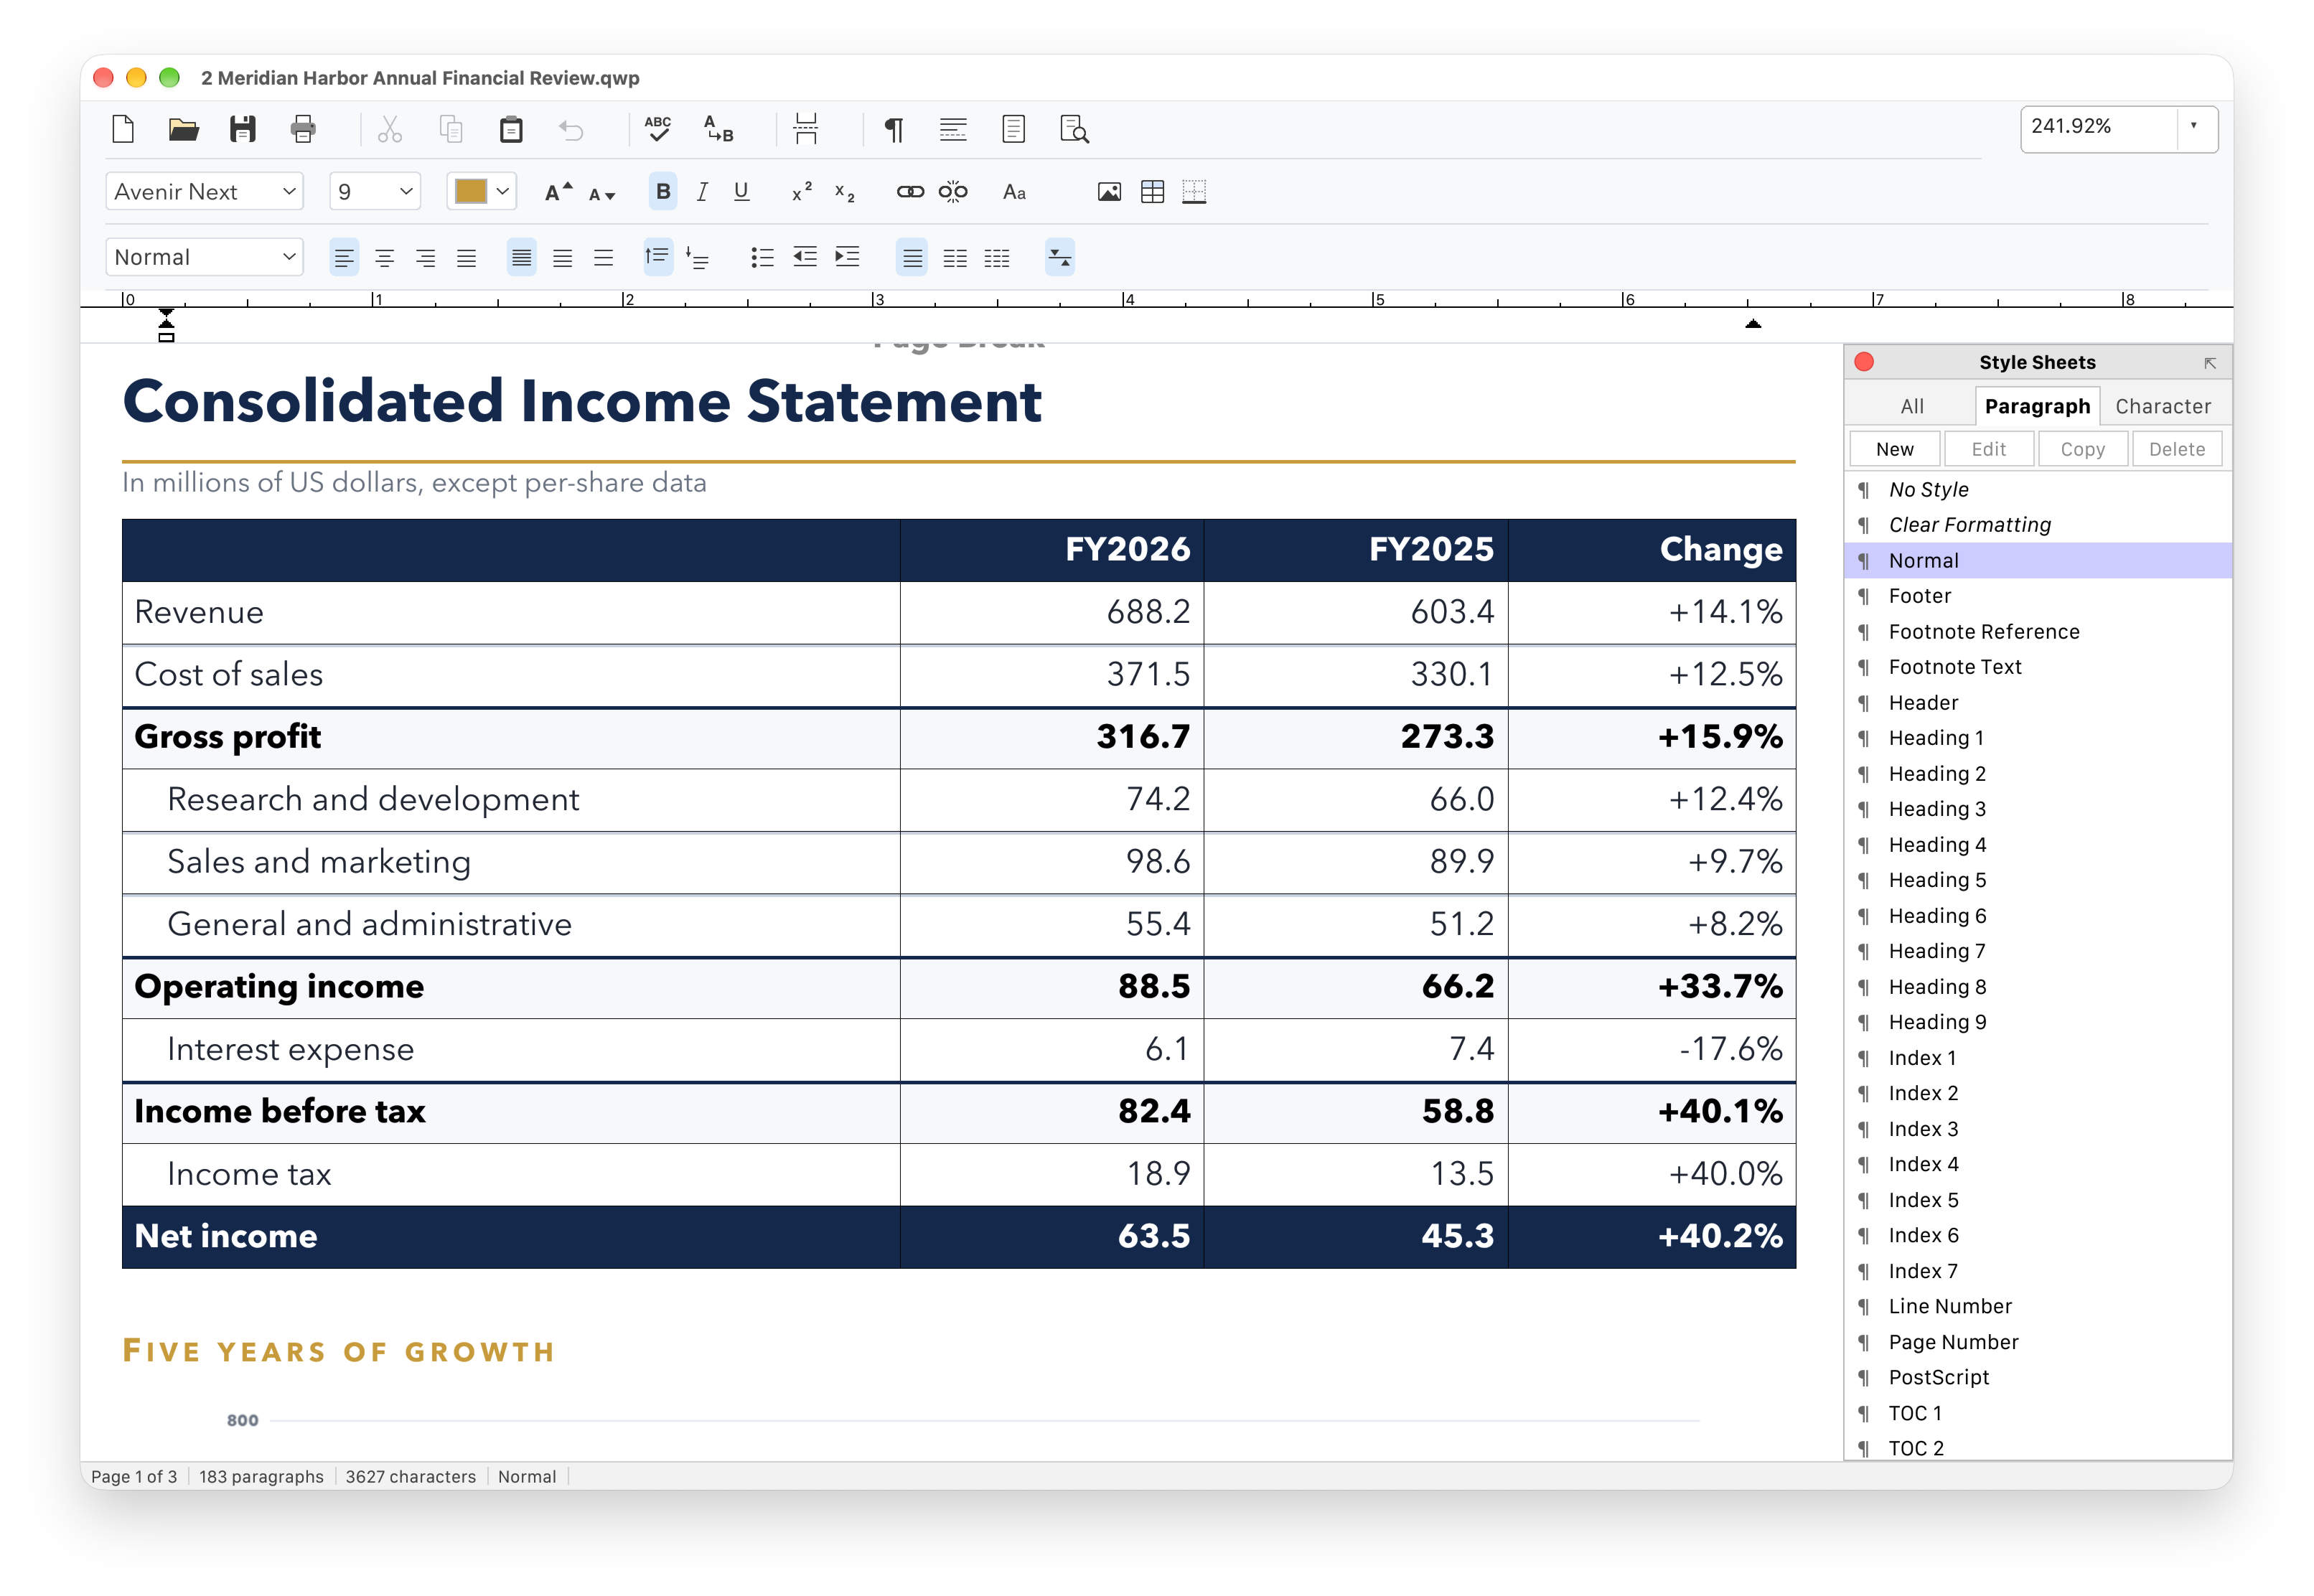 2 Meridian Harbor Annual Financial Review.qwp
ABC
A
B
241.92%
Avenir Next
9
A A B I U x2 x2 Aa
Normal
0 1 2 3 4 5 6 7 8
Page Break
Consolidated Income Statement
In millions of US dollars, except per-share data
FY2026 FY2025 Change
Revenue 688.2 603.4 +14.1%
Cost of sales 371.5 330.1 +12.5%
Gross profit 316.7 273.3 +15.9%
Research and development 74.2 66.0 +12.4%
Sales and marketing 98.6 89.9 +9.7%
General and administrative 55.4 51.2 +8.2%
Operating income 88.5 66.2 +33.7%
Interest expense 6.1 7.4 -17.6%
Income before tax 82.4 58.8 +40.1%
Income tax 18.9 13.5 +40.0%
Net income 63.5 45.3 +40.2%
Five years of growth
800
Style Sheets
All Paragraph Character
New Edit Copy Delete
¶ No Style
¶ Clear Formatting
¶ Normal
¶ Footer
¶ Footnote Reference
¶ Footnote Text
¶ Header
¶ Heading 1
¶ Heading 2
¶ Heading 3
¶ Heading 4
¶ Heading 5
¶ Heading 6
¶ Heading 7
¶ Heading 8
¶ Heading 9
¶ Index 1
¶ Index 2
¶ Index 3
¶ Index 4
¶ Index 5
¶ Index 6
¶ Index 7
¶ Line Number
¶ Page Number
¶ PostScript
¶ TOC 1
¶ TOC 2
Page 1 of 3 183 paragraphs 3627 characters Normal